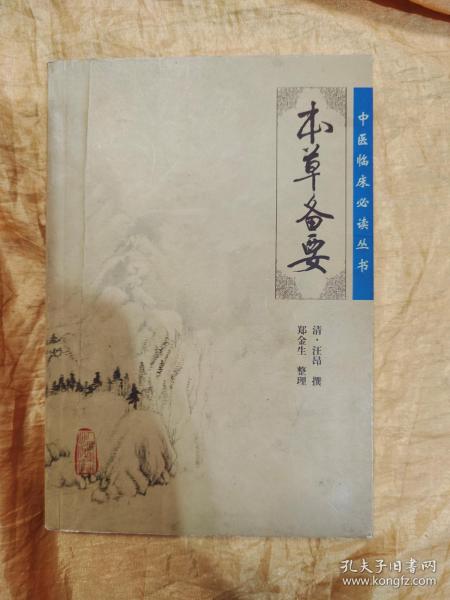 中医临床必读丛书
本草备要
清·汪昂 撰
郑金生 整理
孔夫子旧书网
www.kongfz.com